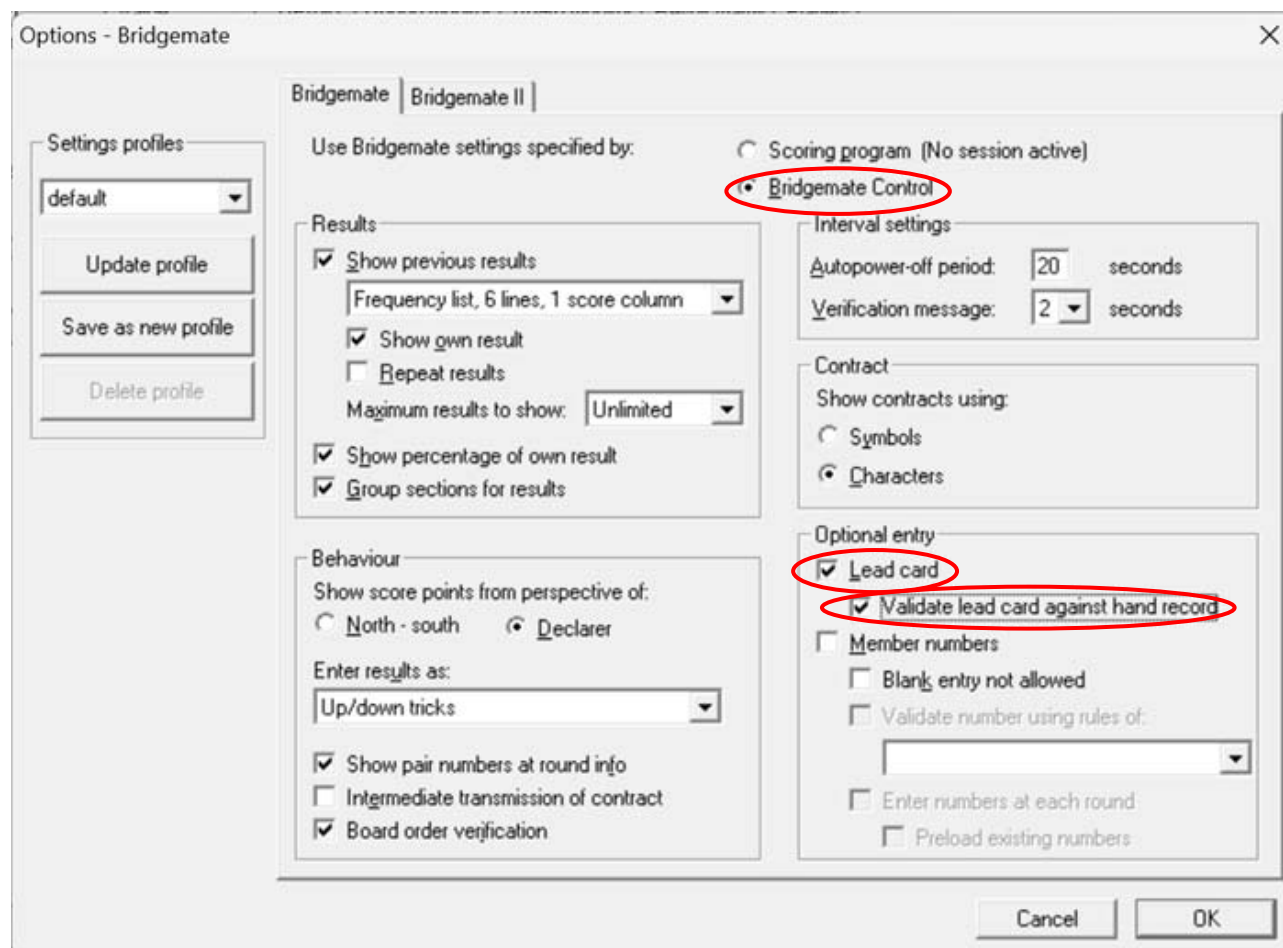 Options - Bridgemate
Bridgemate
Bridgemate II
Settings profiles
default
Update profile
Save as new profile
Delete profile
Use Bridgemate settings specified by:
Scoring program (No session active)
Bridgemate Control
Results
Show previous results
Frequency list, 6 lines, 1 score column
Show own result
Repeat results
Maximum results to show: Unlimited
Show percentage of own result
Group sections for results
Interval settings
Autopower-off period: 20 seconds
Verification message: 2 seconds
Contract
Show contracts using:
Symbols
Characters
Behaviour
Show score points from perspective of:
North - south Declarer
Enter results as:
Up/down tricks
Show pair numbers at round info
Intermediate transmission of contract
Board order verification
Optional entry
Lead card
Validate lead card against hand record
Member numbers
Blank entry not allowed
Validate number using rules of:
Enter numbers at each round
Preload existing numbers
Cancel
OK